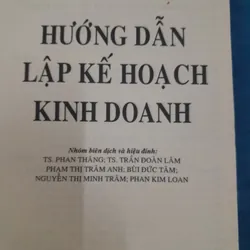 HƯỚNG DẪN
LẬP KẾ HOẠCH
KINH DOANH
Nhóm biên dịch và hiệu đính:
TS. PHAN THĂNG; TS. TRẦN ĐOÀN LÂM
PHẠM THỊ TRÂM ANH; BÙI ĐỨC TÂM;
NGUYỄN THỊ MINH TRÂM; PHAN KIM LOAN